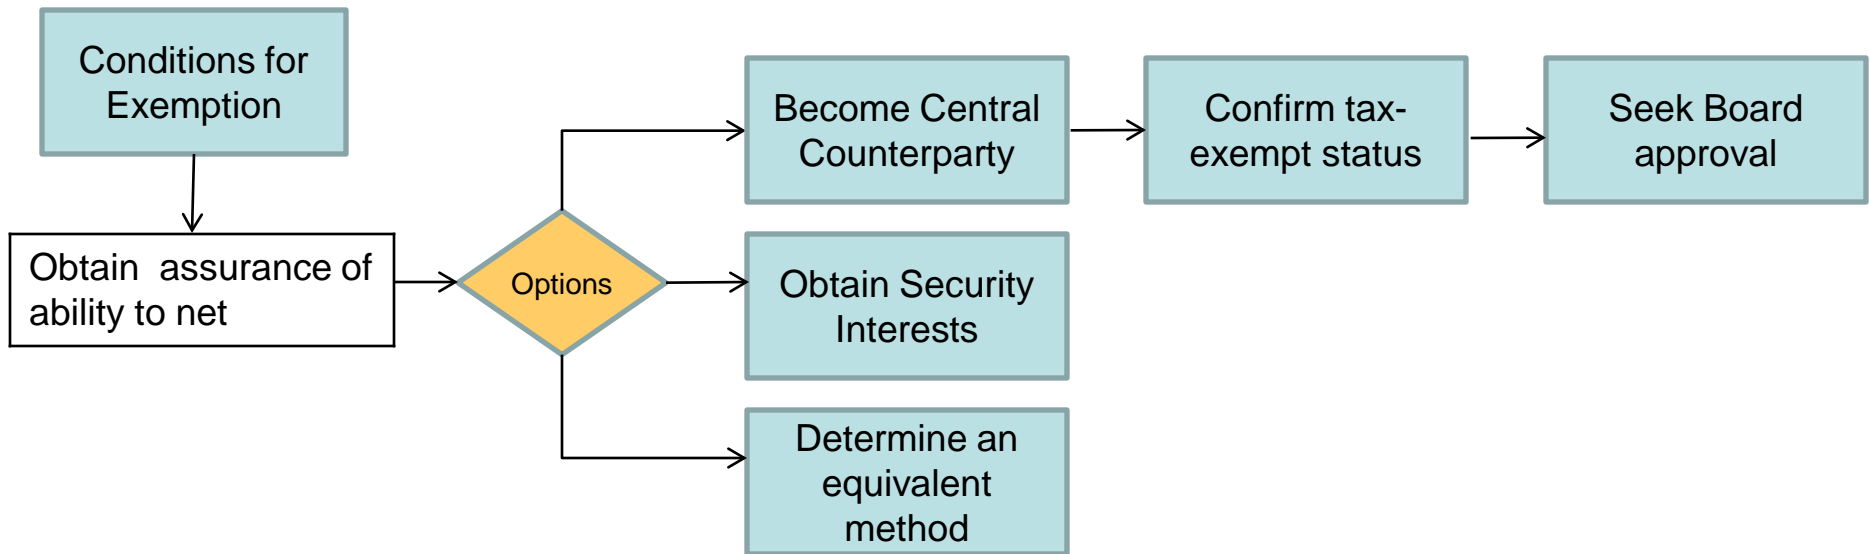 Conditions for
Exemption
Obtain  assurance of
ability to net
Options
Become Central
Counterparty
Confirm tax-
exempt status
Seek Board
approval
Obtain Security
Interests
Determine an
equivalent
method